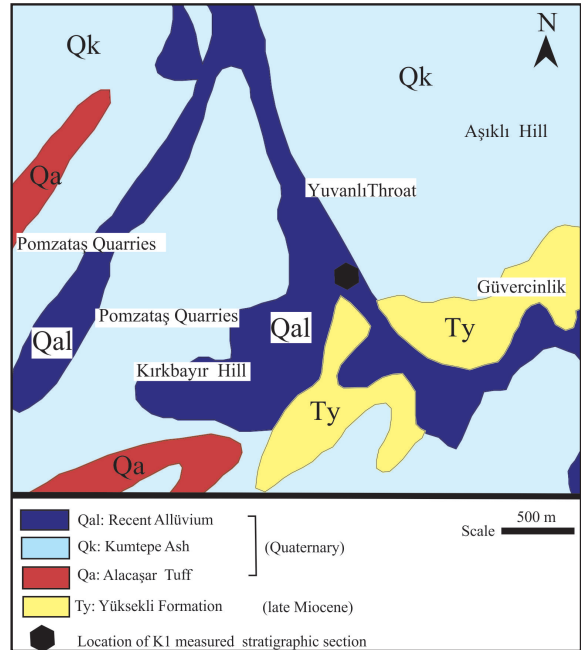 N
Qk
Qk
Aşıklı Hill
Qa
YuvanlıThroat
Pomzataş Quarries
Güvercinlik
Pomzataş Quarries
Qal
Qal
Ty
Kırkbayır Hill
Ty
Qa
500 m
Scale
Qal: Recent Allüvium
Qk: Kumtepe Ash
(Quaternary)
Qa: Alacaşar Tuff
Ty: Yüksekli Formation (late Miocene)
Location of K1 measured stratigraphic section